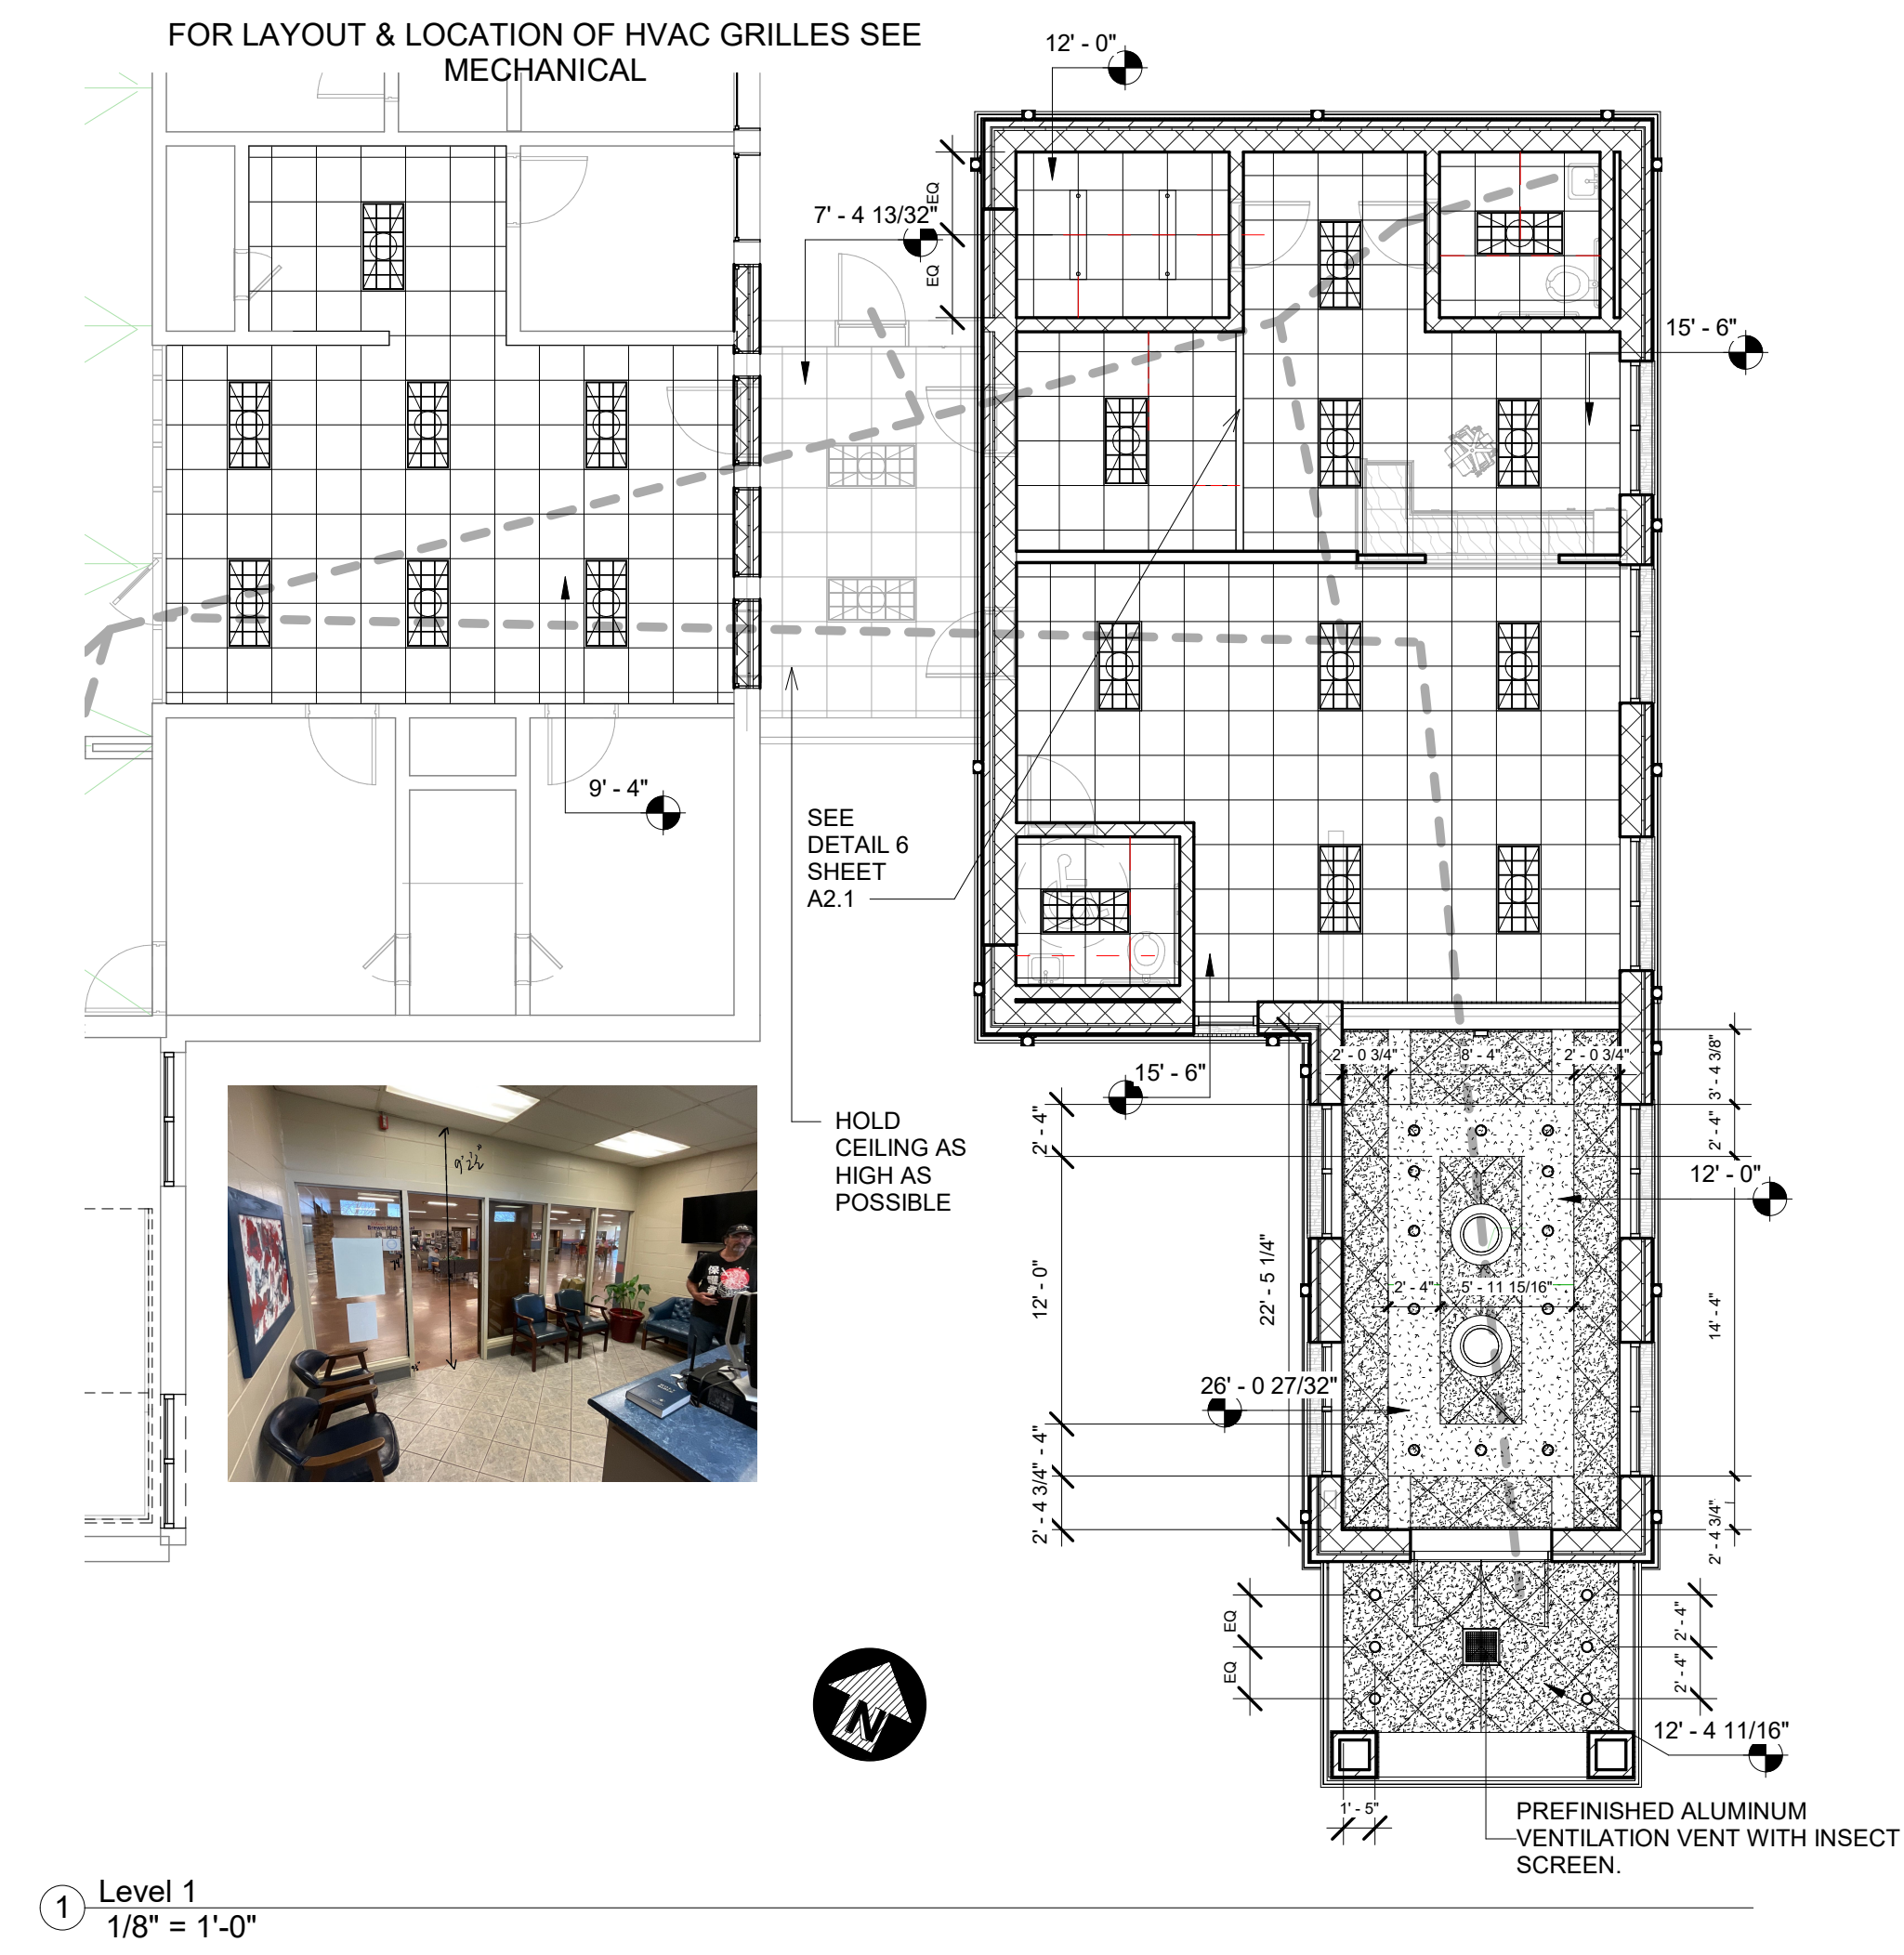 FOR LAYOUT & LOCATION OF HVAC GRILLES SEE
MECHANICAL
12' - 0"
7' - 4 13/32"
EQ
EQ
15' - 6"
9' - 4"
SEE
DETAIL 6
SHEET
A2.1
HOLD
CEILING AS
HIGH AS
POSSIBLE
15' - 6"
2' - 0 3/4"
8' - 4"
2' - 0 3/4"
3' - 4 3/8"
2' - 4"
2' - 4"
12' - 0"
12' - 0"
22' - 5 1/4"
2' - 4"
5' - 11 15/16"
14' - 4"
26' - 0 27/32"
2' - 4 3/4"
- 4"
2' - 4 3/4"
EQ
EQ
2' - 4"
2' - 4"
12' - 4 11/16"
1' - 5"
PREFINISHED ALUMINUM
VENTILATION VENT WITH INSECT
SCREEN.
N
9' 2½"
1
Level 1
1/8" = 1'-0"